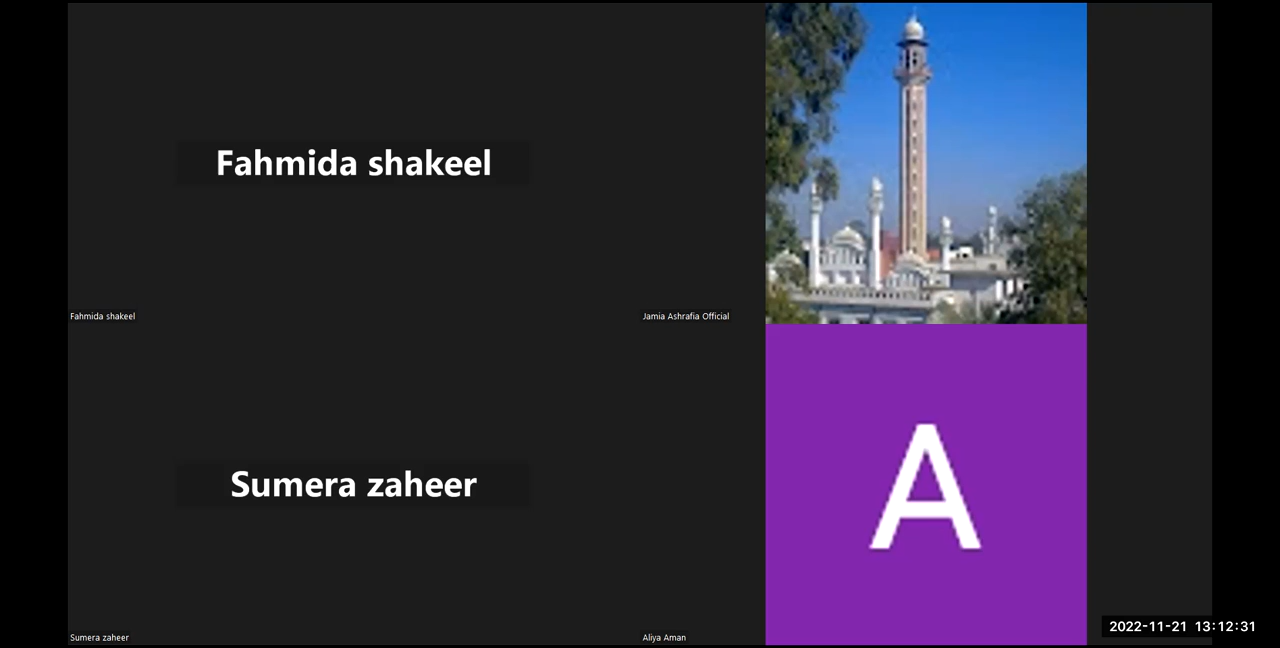 Fahmida shakeel
Fahmida shakeel
Jamia Ashrafia Official
Sumera zaheer
A
Sumera zaheer
Aliya Aman
2022-11-21 13:12:31